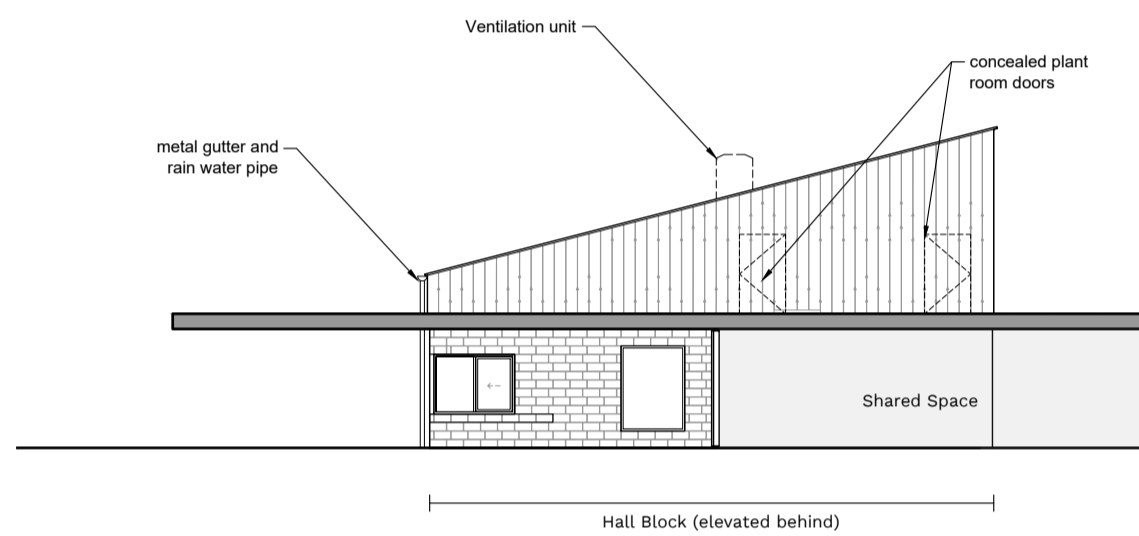 Ventilation unit
concealed plant
room doors
metal gutter and
rain water pipe
Shared Space
Hall Block (elevated behind)